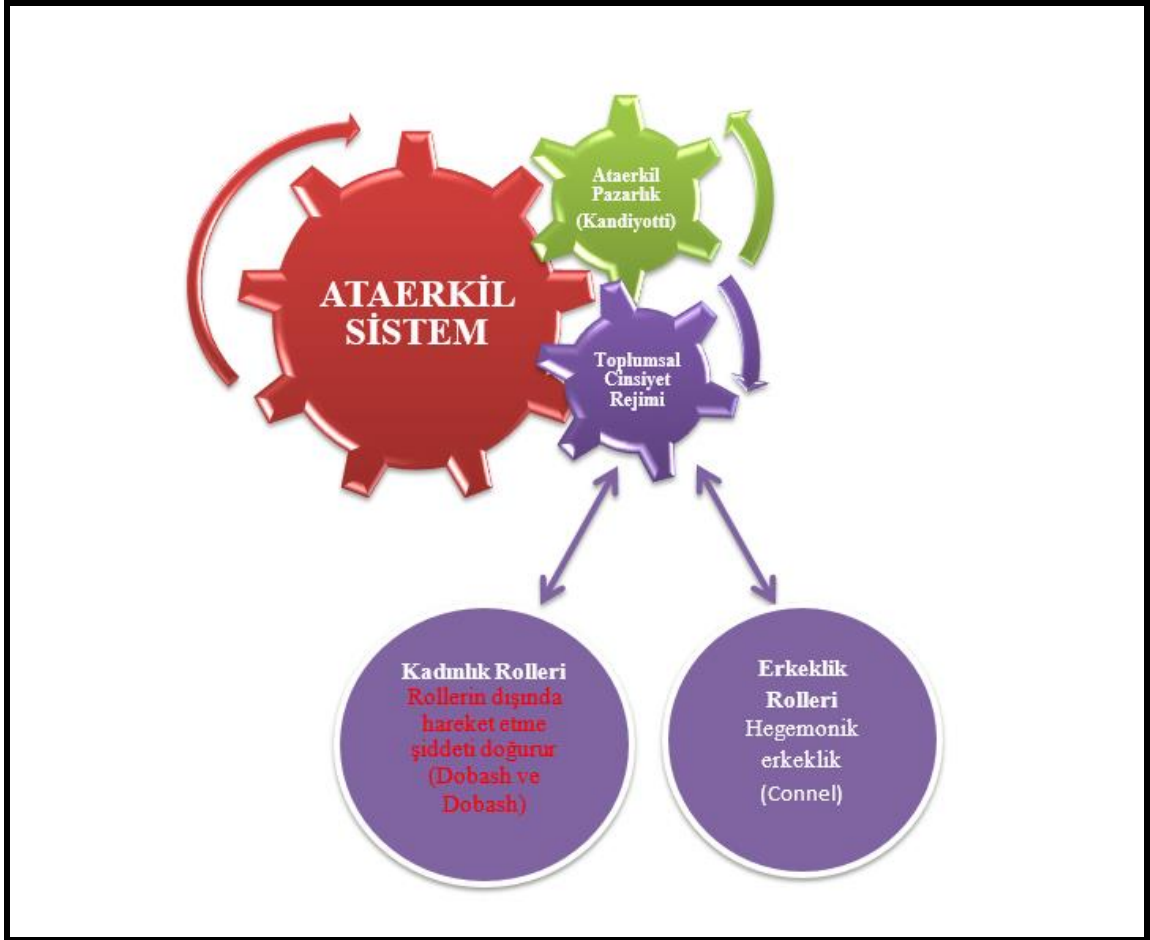 ATAERKİL
SİSTEM
Ataerkil
Pazarlık
(Kandiyotti)
Toplumsal
Cinsiyet
Rejimi
Kadınlık Rolleri
Rollerin dışında
hareket etme
şiddeti doğurur
(Dobash ve
Dobash)
Erkeklik
Rolleri
Hegemonik
erkeklik
(Connel)